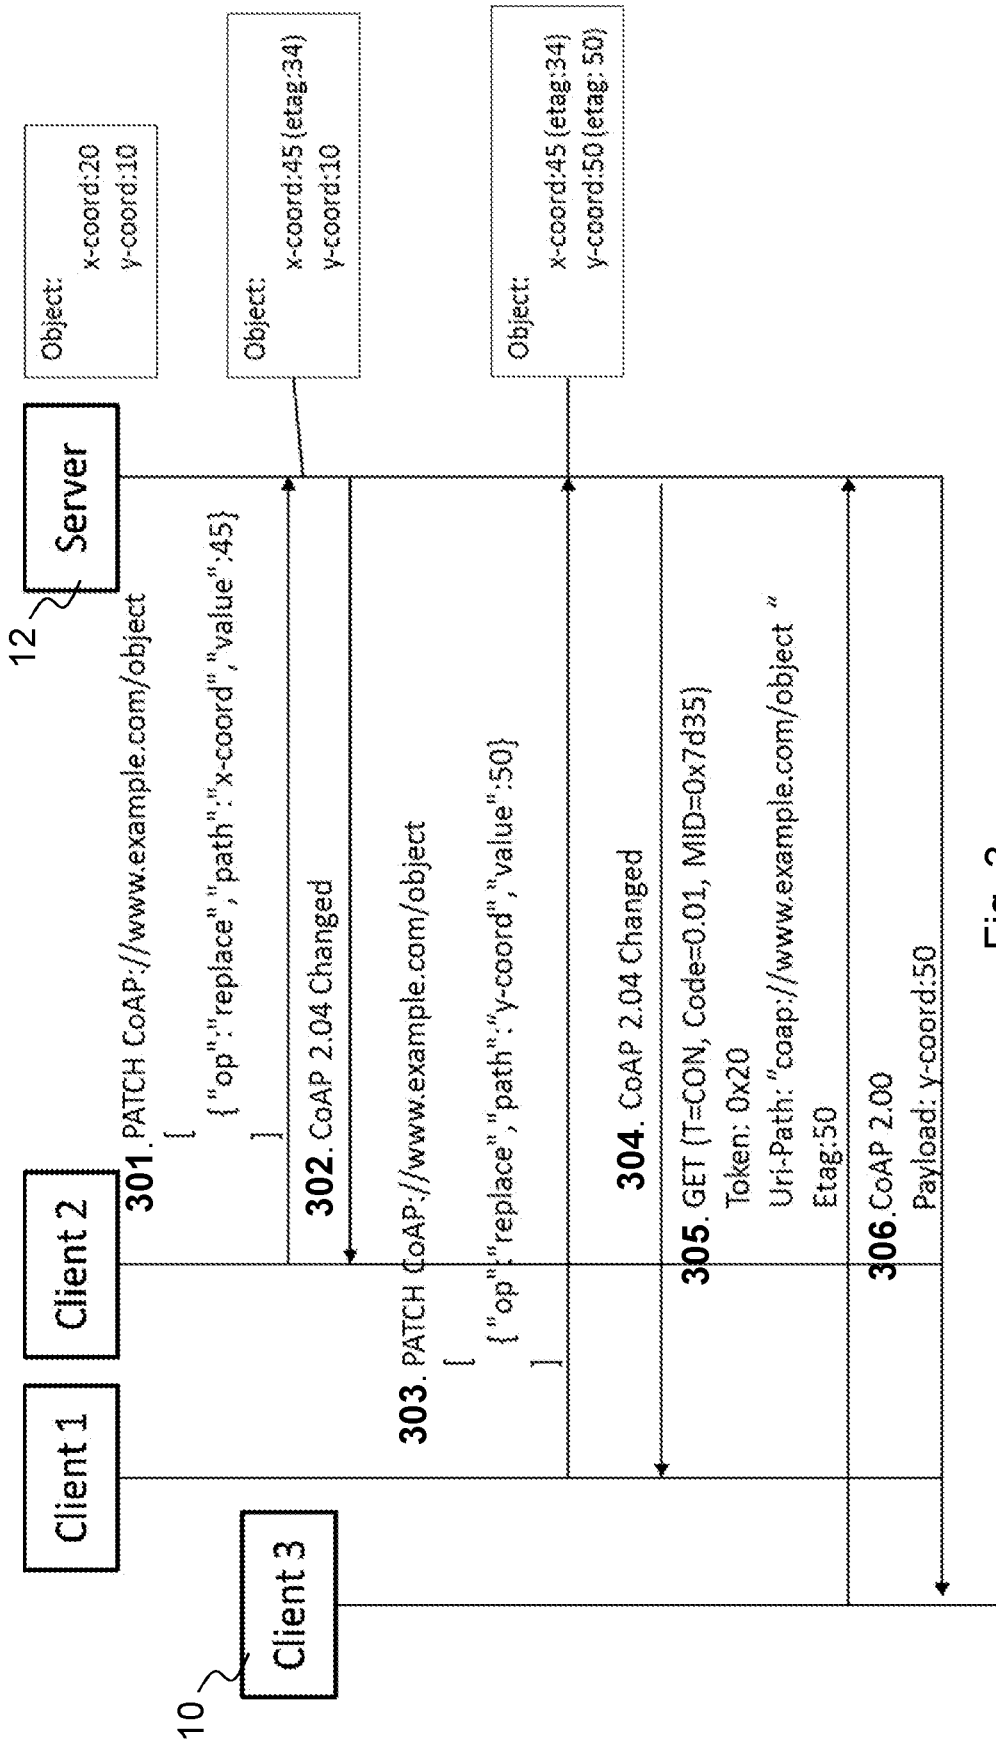 10
Client 3
Client 1
Client 2
12
Server
Object:
x-coord:20
y-coord:10
301. PATCH CoAP://www.example.com/object
[
{ "op":"replace","path":"x-coord","value":45}
]
Object:
x-coord:45 (etag:34)
y-coord:10
302. CoAP 2.04 Changed
303. PATCH CoAP://www.example.com/object
[
{ "op":"replace","path":"y-coord","value":50}
]
Object:
x-coord:45 (etag:34)
y-coord:50 (etag: 50)
304. CoAP 2.04 Changed
305. GET (T=CON, Code=0.01, MID=0x7d35)
Token: 0x20
Uri-Path: "coap://www.example.com/object "
Etag:50
306. CoAP 2.00
Payload: y-coord:50